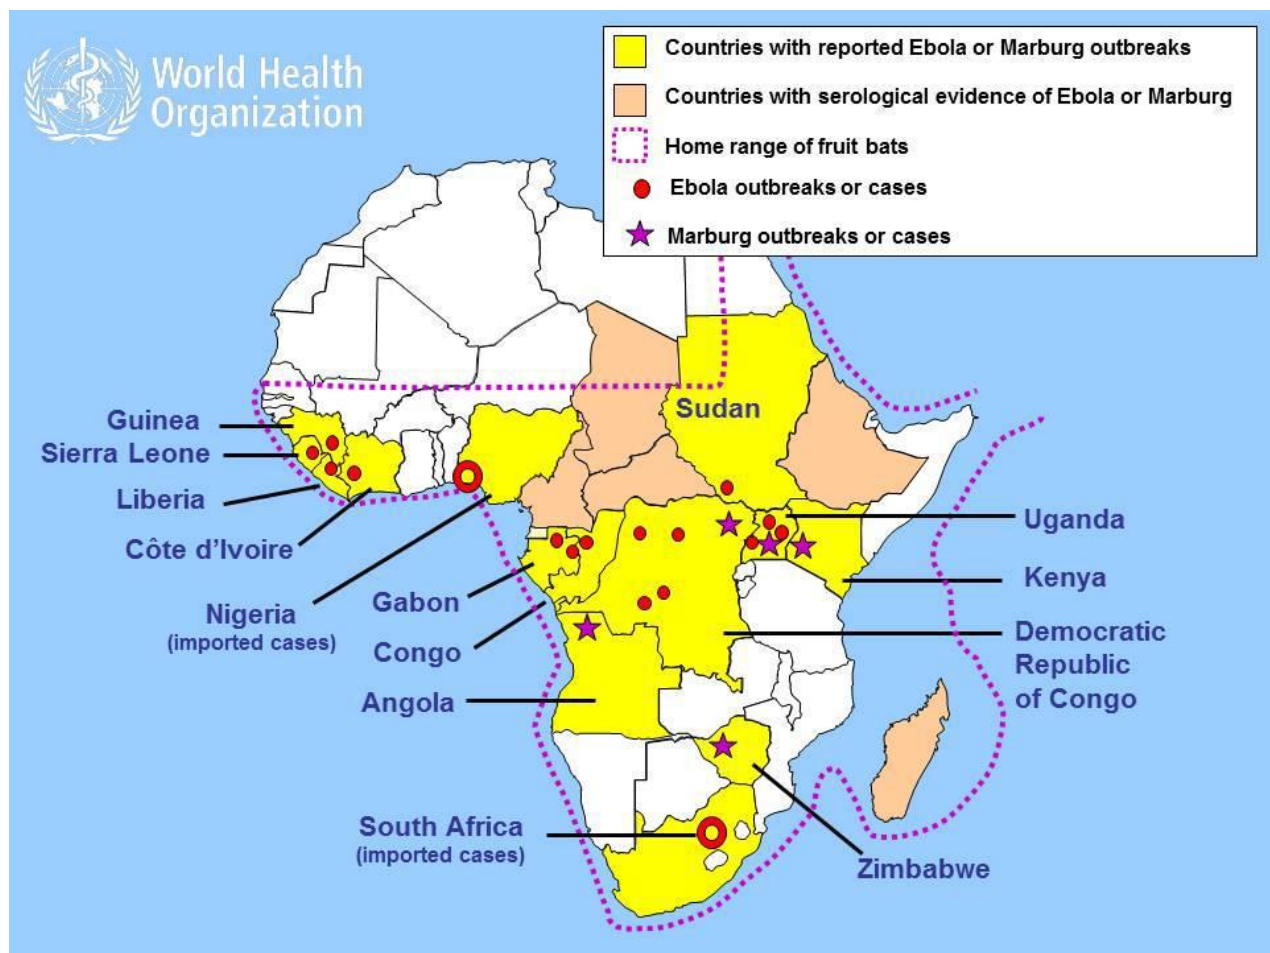 World Health
Organization
Countries with reported Ebola or Marburg outbreaks
Countries with serological evidence of Ebola or Marburg
Home range of fruit bats
Ebola outbreaks or cases
Marburg outbreaks or cases
Sudan
Guinea
Sierra Leone
Liberia
Côte d'Ivoire
Nigeria
(imported cases)
Gabon
Congo
Angola
South Africa
(imported cases)
Uganda
Kenya
Democratic
Republic
of Congo
Zimbabwe